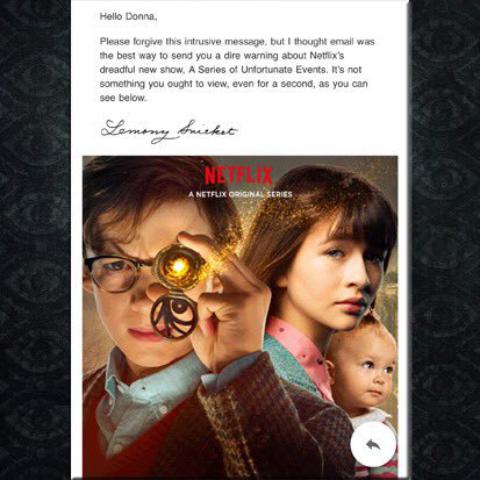 Hello Donna,
Please forgive this intrusive message, but I thought email was
the best way to send you a dire warning about Netflix's
dreadful new show, A Series of Unfortunate Events. It's not
something you ought to view, even for a second, as you can
see below.
Lemony Snicket
NETFLIX
A NETFLIX ORIGINAL SERIES